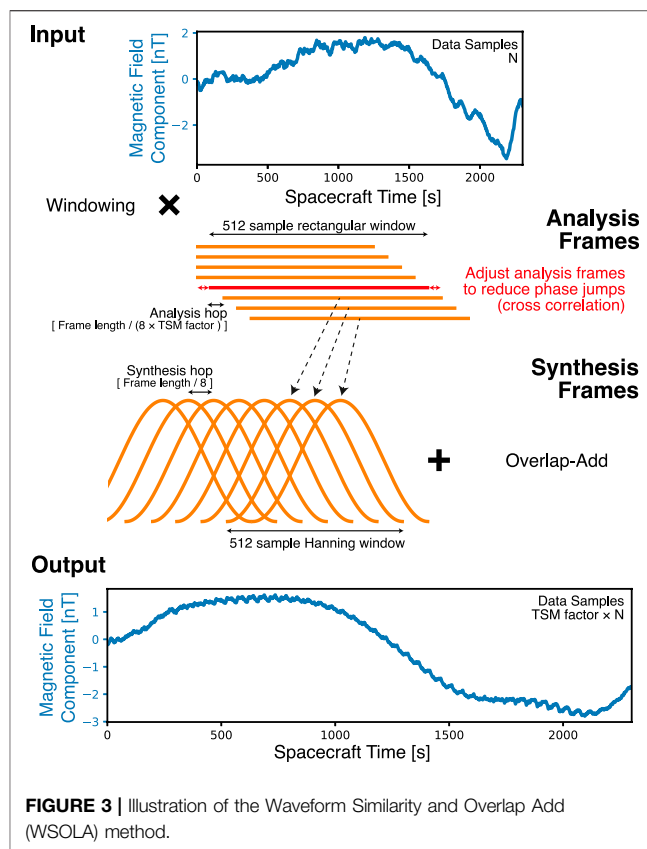 Input
Magnetic Field
Component [nT]
2
0
−2
Data Samples
N
0 500 1000 1500 2000
Spacecraft Time [s]
Windowing ×
512 sample rectangular window
Analysis
Frames
Adjust analysis frames
to reduce phase jumps
(cross correlation)
Analysis hop
[ Frame length / (8 × TSM factor ) ]
Synthesis hop
[ Frame length / 8 ]
Synthesis
Frames
+ Overlap-Add
512 sample Hanning window
Output
Magnetic Field
Component [nT]
1
0
−1
−2
−3
Data Samples
TSM factor × N
0 500 1000 1500 2000
Spacecraft Time [s]
FIGURE 3 | Illustration of the Waveform Similarity and Overlap Add
(WSOLA) method.